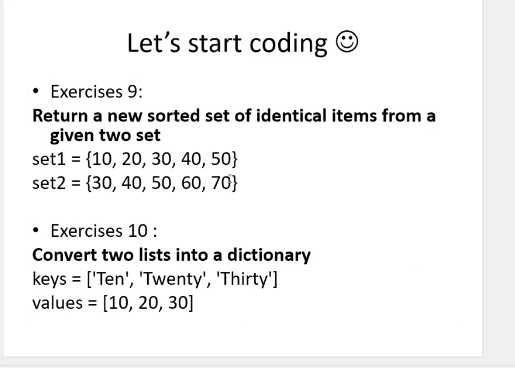 Let's start coding ☺
• Exercises 9:
Return a new sorted set of identical items from a
given two set
set1 = {10, 20, 30, 40, 50}
set2 = {30, 40, 50, 60, 70}
• Exercises 10 :
Convert two lists into a dictionary
keys = ['Ten', 'Twenty', 'Thirty']
values = [10, 20, 30]